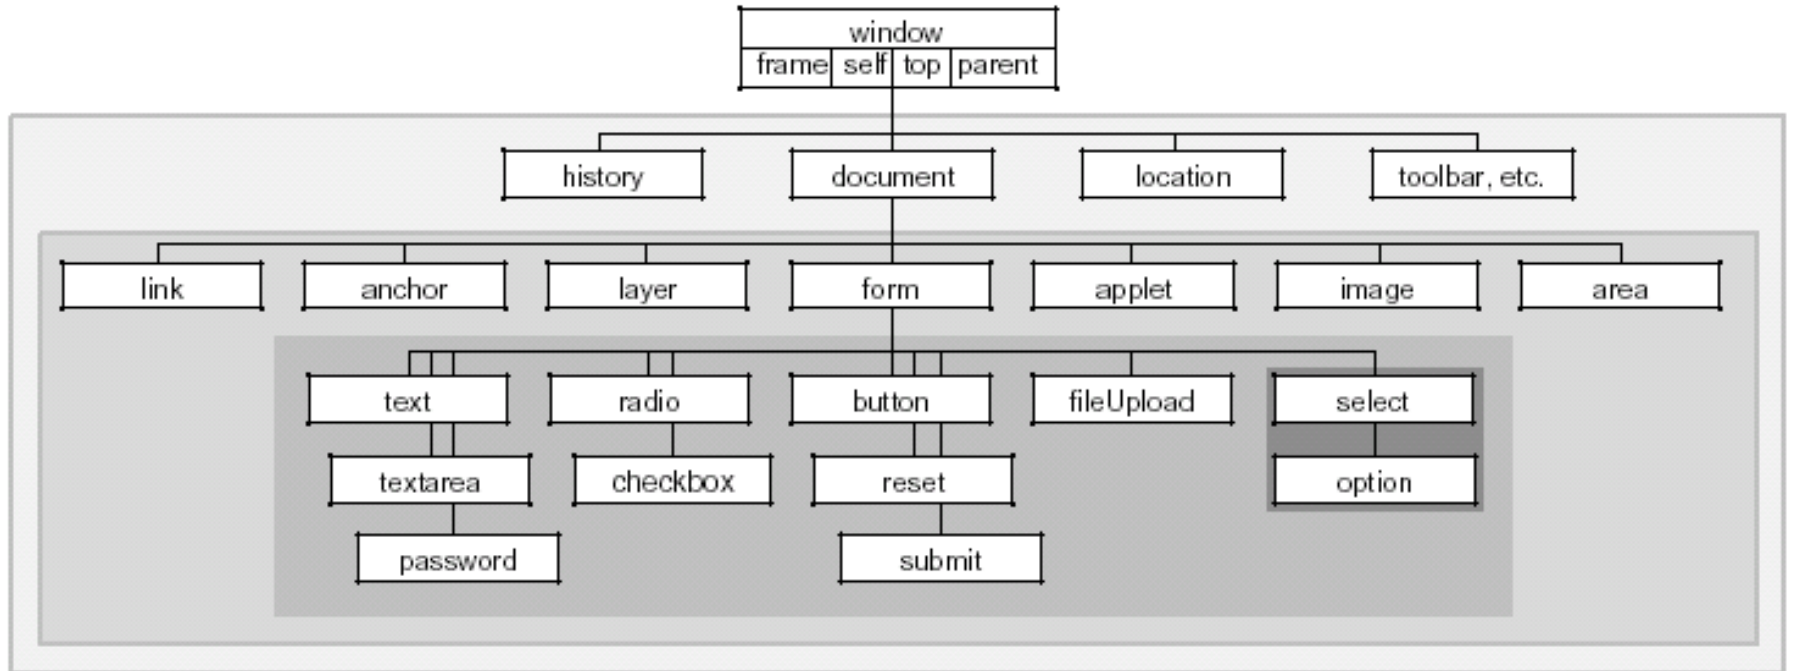 window
frame self top parent
history document location toolbar, etc.
link anchor layer form applet image area
text radio button fileUpload select
textarea checkbox reset option
password submit